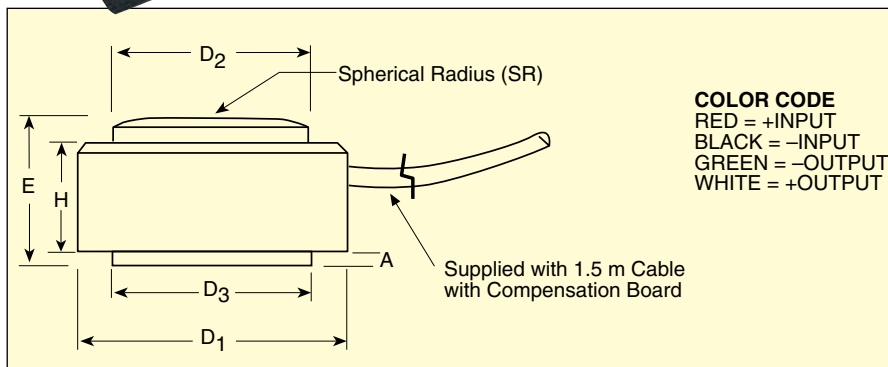 D2
Spherical Radius (SR)
COLOR CODE
RED = +INPUT
BLACK = –INPUT
GREEN = –OUTPUT
WHITE = +OUTPUT
E
H
A
Supplied with 1.5 m Cable
with Compensation Board
D3
D1